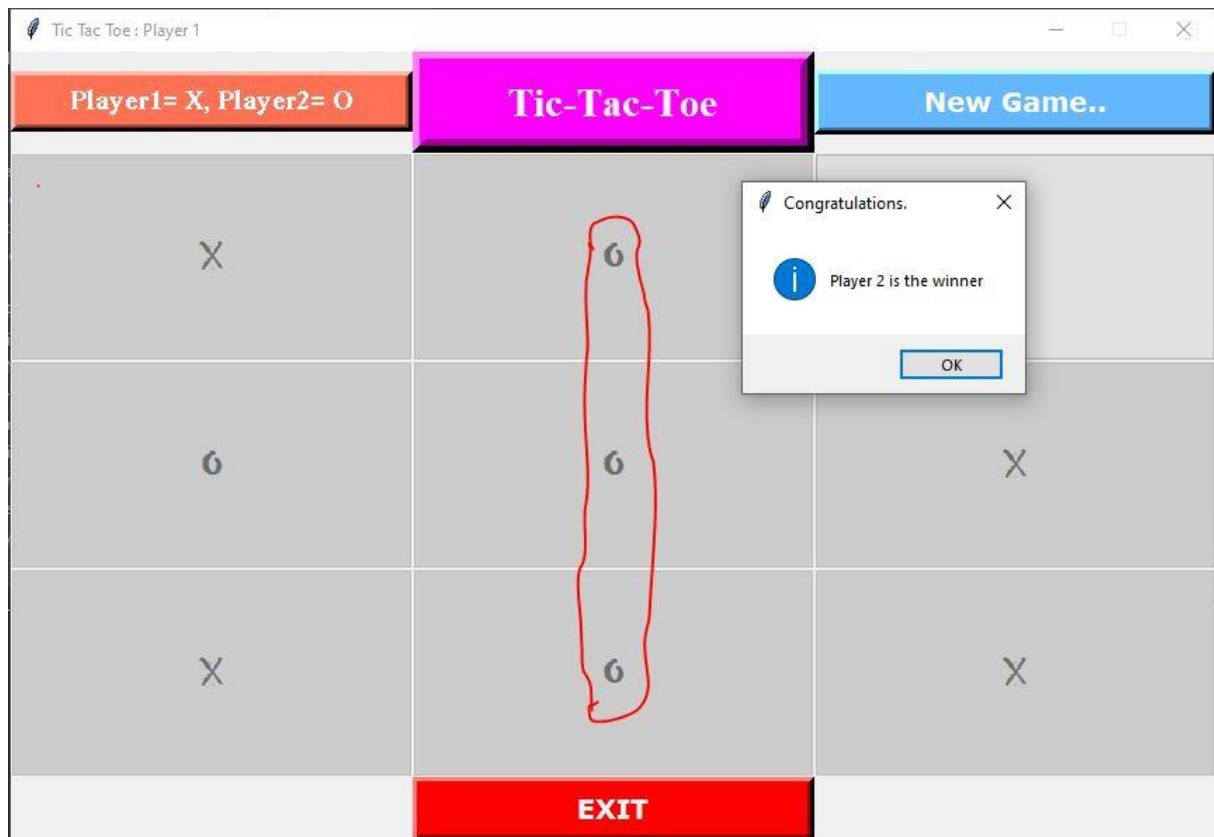 Tic Tac Toe : Player 1
Player1= X, Player2= O
Tic-Tac-Toe
New Game..
X O
Congratulations.
Player 2 is the winner
OK
O O X
X O X
EXIT